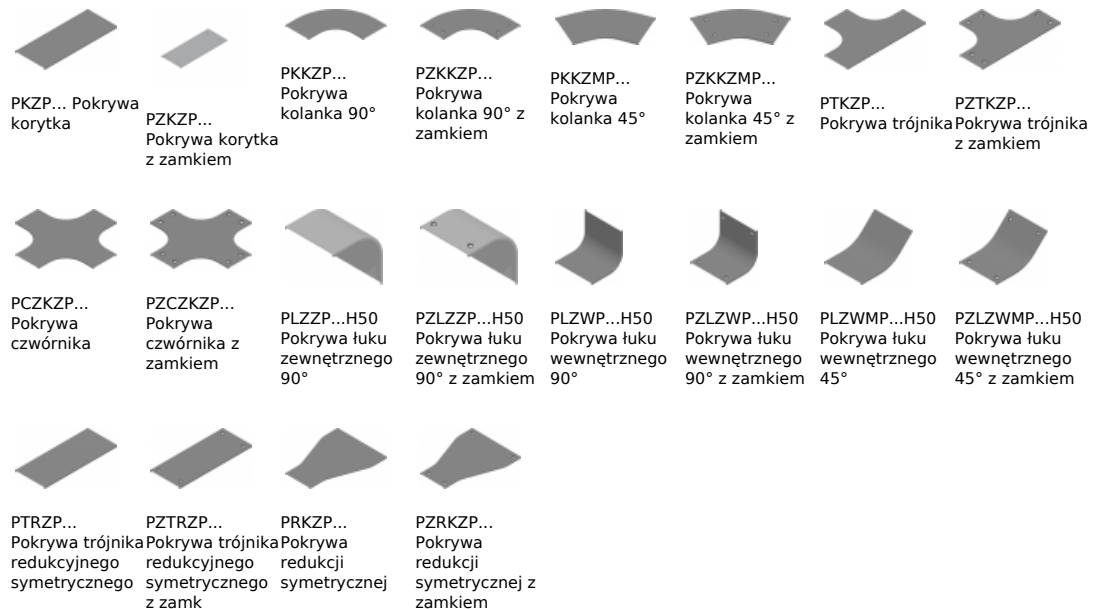 PKZP... Pokrywa
korytka
PZKZP...
Pokrywa korytka
z zamkiem
PKKZP...
Pokrywa
kolanka 90°
PZKKZP...
Pokrywa
kolanka 90° z
zamkiem
PKKZMP...
Pokrywa
kolanka 45°
PZKKZMP...
Pokrywa
kolanka 45° z
zamkiem
PTKZP...
Pokrywa trójnika
PZTKZP...
Pokrywa trójnika
z zamkiem
PCZKZP...
Pokrywa
czwórnika
PZCZKZP...
Pokrywa
czwórnika z
zamkiem
PLZZP...H50
Pokrywa łuku
zewnętrznego
90°
PZLZZP...H50
Pokrywa łuku
zewnętrznego
90° z zamkiem
PLZWP...H50
Pokrywa łuku
wewnętrznego
90°
PZLZWP...H50
Pokrywa łuku
wewnętrznego
90° z zamkiem
PLZWMP...H50
Pokrywa łuku
wewnętrznego
45°
PZLZWMP...H50
Pokrywa łuku
wewnętrznego
45° z zamkiem
PTRZP...
Pokrywa trójnika
redukcyjnego
symetrycznego
PZTRZP...
Pokrywa trójnika
redukcyjnego
symetrycznego
z zamk
PRKZP...
Pokrywa
redukcji
symetrycznej
PZRKZP...
Pokrywa
redukcji
symetrycznej z
zamkiem